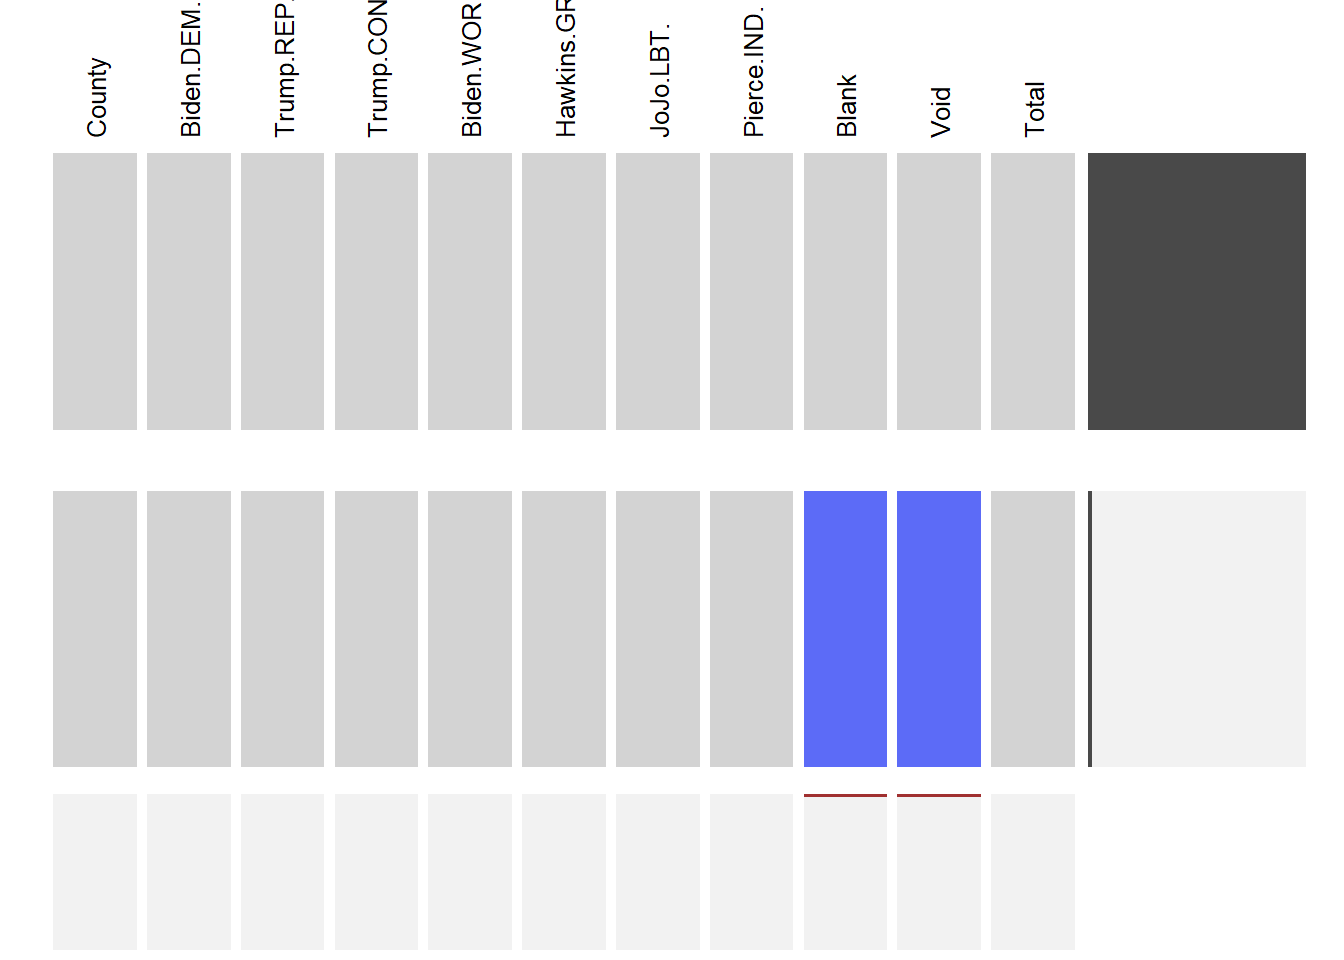 County
Biden.DEM.
Trump.REP.
Trump.CON
Biden.WOR
Hawkins.GR
JoJo.LBT.
Pierce.IND.
Blank
Void
Total